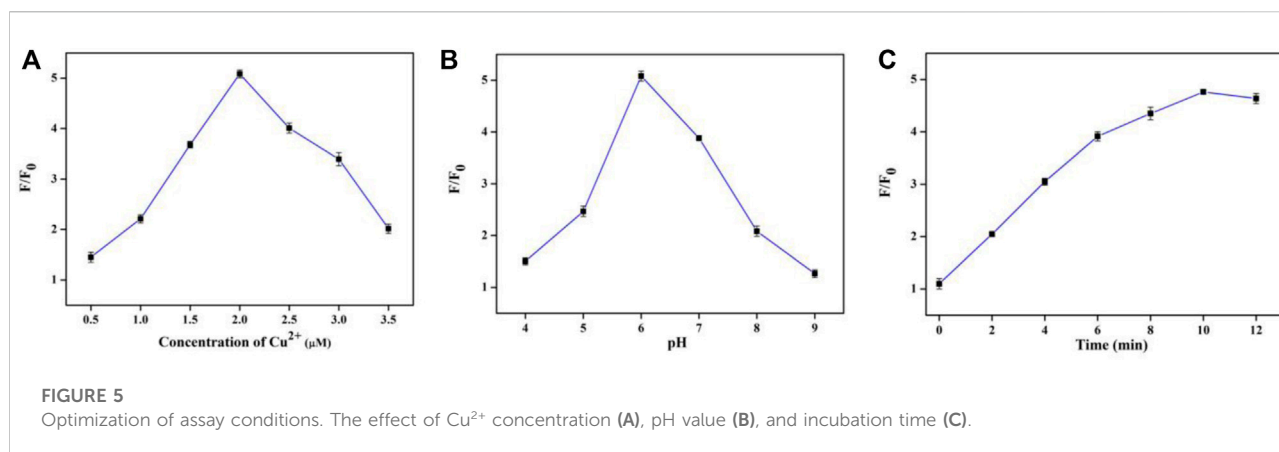 A
F/F₀
5
4
3
2
1
0.5 1.0 1.5 2.0 2.5 3.0 3.5
Concentration of Cu²⁺ (μM)
B
F/F₀
5
4
3
2
1
4 5 6 7 8 9
pH
C
F/F₀
5
4
3
2
1
0 2 4 6 8 10 12
Time (min)
FIGURE 5
Optimization of assay conditions. The effect of Cu²⁺ concentration (A), pH value (B), and incubation time (C).